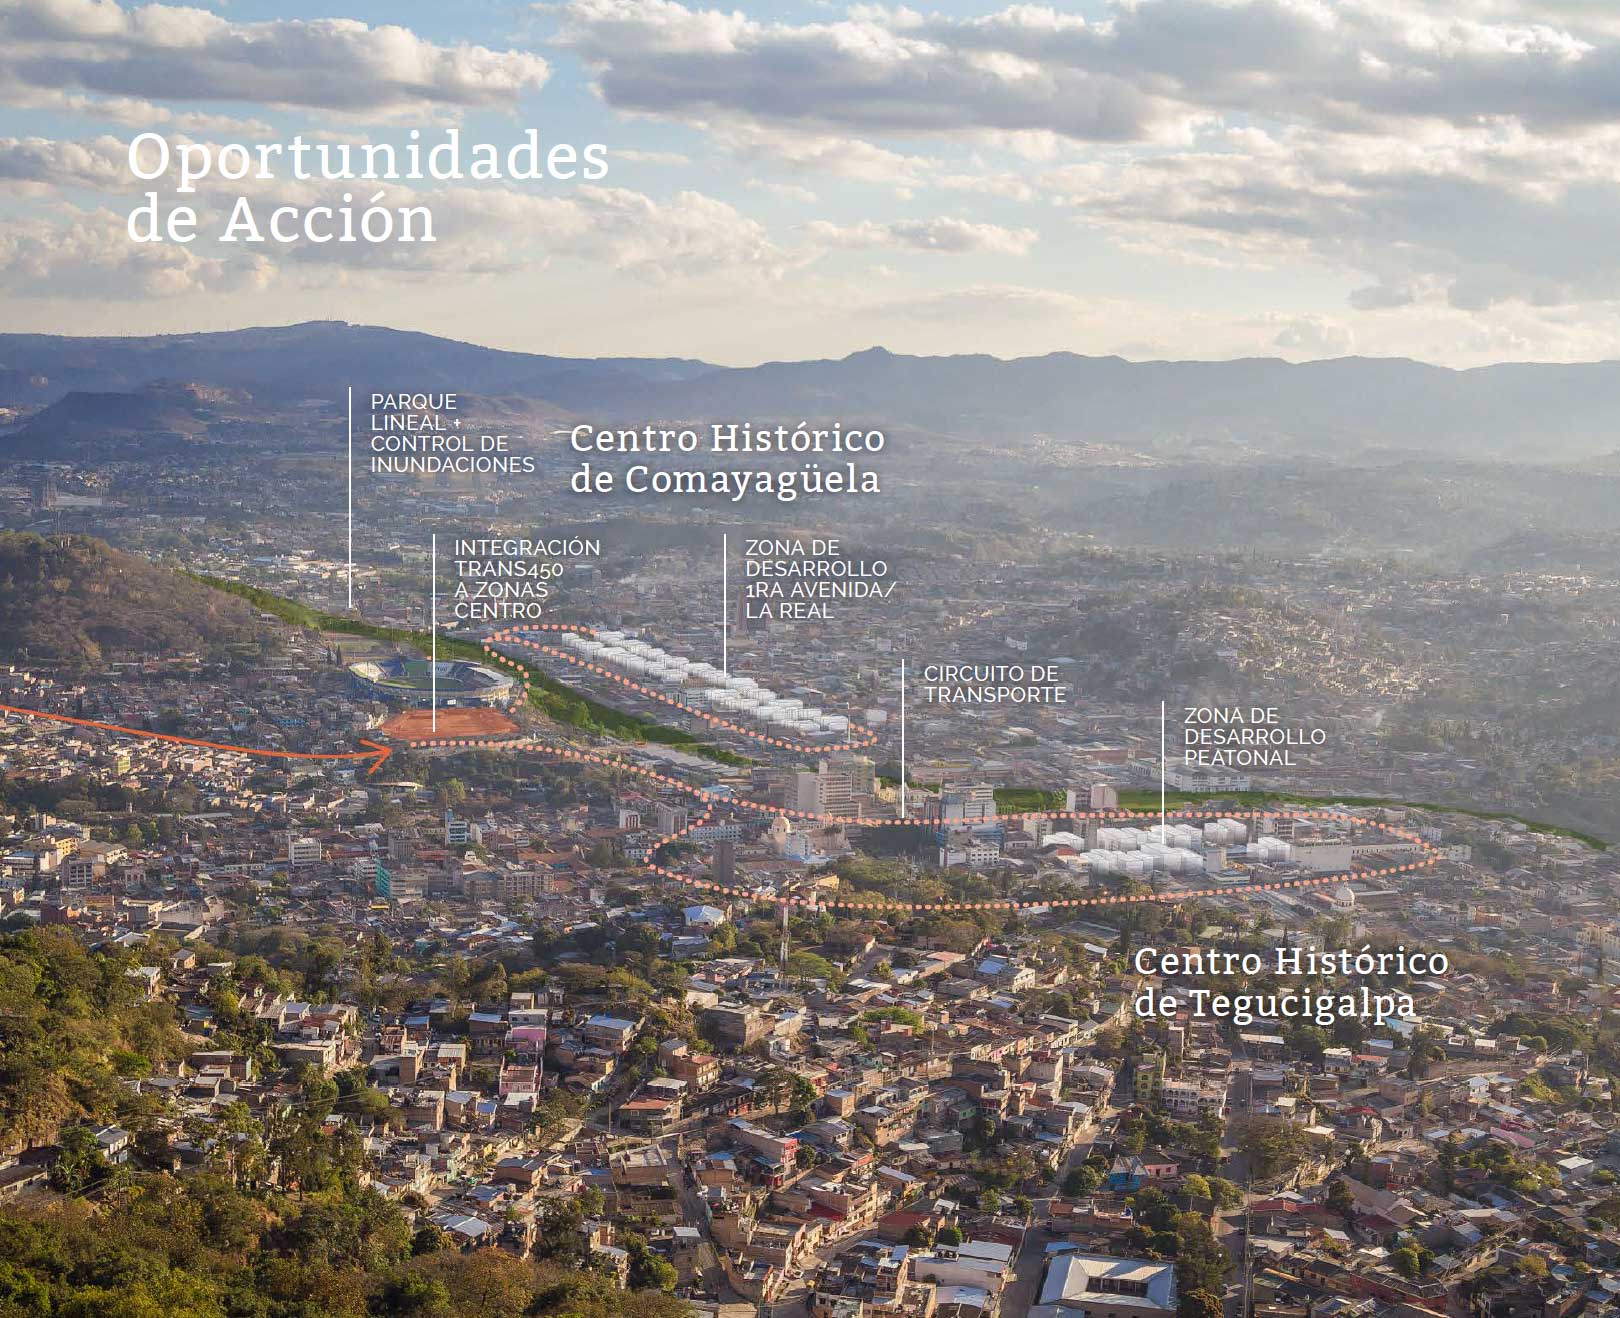 Oportunidades
de Acción
PARQUE
LINEAL +
CONTROL DE
INUNDACIONES
Centro Histórico
de Comayagüela
INTEGRACIÓN
TRANS450
A ZONAS
CENTRO
ZONA DE
DESARROLLO
1RA AVENIDA/
LA REAL
CIRCUITO DE
TRANSPORTE
ZONA DE
DESARROLLO
PEATONAL
Centro Histórico
de Tegucigalpa